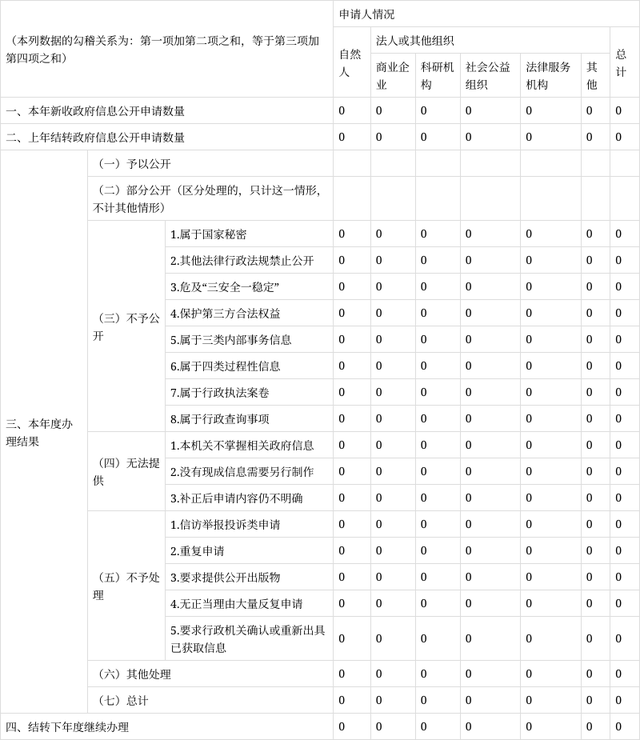 （本列数据的勾稽关系为：第一项加第二项之和，等于第三项加
第四项之和）
申请人情况
自然
人
法人或其他组织
总
计
商业企
业
科研机
构
社会公益
组织
法律服务
机构
其
他
一、本年新收政府信息公开申请数量 0 0 0 0 0 0 0
二、上年结转政府信息公开申请数量 0 0 0 0 0 0 0
三、本年度办
理结果
（一）予以公开
（二）部分公开（区分处理的，只计这一情形，
不计其他情形）
（三）不予公
开
1.属于国家秘密 0 0 0 0 0 0 0
2.其他法律行政法规禁止公开 0 0 0 0 0 0 0
3.危及“三安全一稳定” 0 0 0 0 0 0 0
4.保护第三方合法权益 0 0 0 0 0 0 0
5.属于三类内部事务信息 0 0 0 0 0 0 0
6.属于四类过程性信息 0 0 0 0 0 0 0
7.属于行政执法案卷 0 0 0 0 0 0 0
8.属于行政查询事项 0 0 0 0 0 0 0
（四）无法提
供
1.本机关不掌握相关政府信息 0 0 0 0 0 0 0
2.没有现成信息需要另行制作 0 0 0 0 0 0 0
3.补正后申请内容仍不明确 0 0 0 0 0 0 0
（五）不予处
理
1.信访举报投诉类申请 0 0 0 0 0 0 0
2.重复申请 0 0 0 0 0 0 0
3.要求提供公开出版物 0 0 0 0 0 0 0
4.无正当理由大量反复申请 0 0 0 0 0 0 0
5.要求行政机关确认或重新出具
已获取信息 0 0 0 0 0 0 0
（六）其他处理 0 0 0 0 0 0 0
（七）总计 0 0 0 0 0 0 0
四、结转下年度继续办理 0 0 0 0 0 0 0